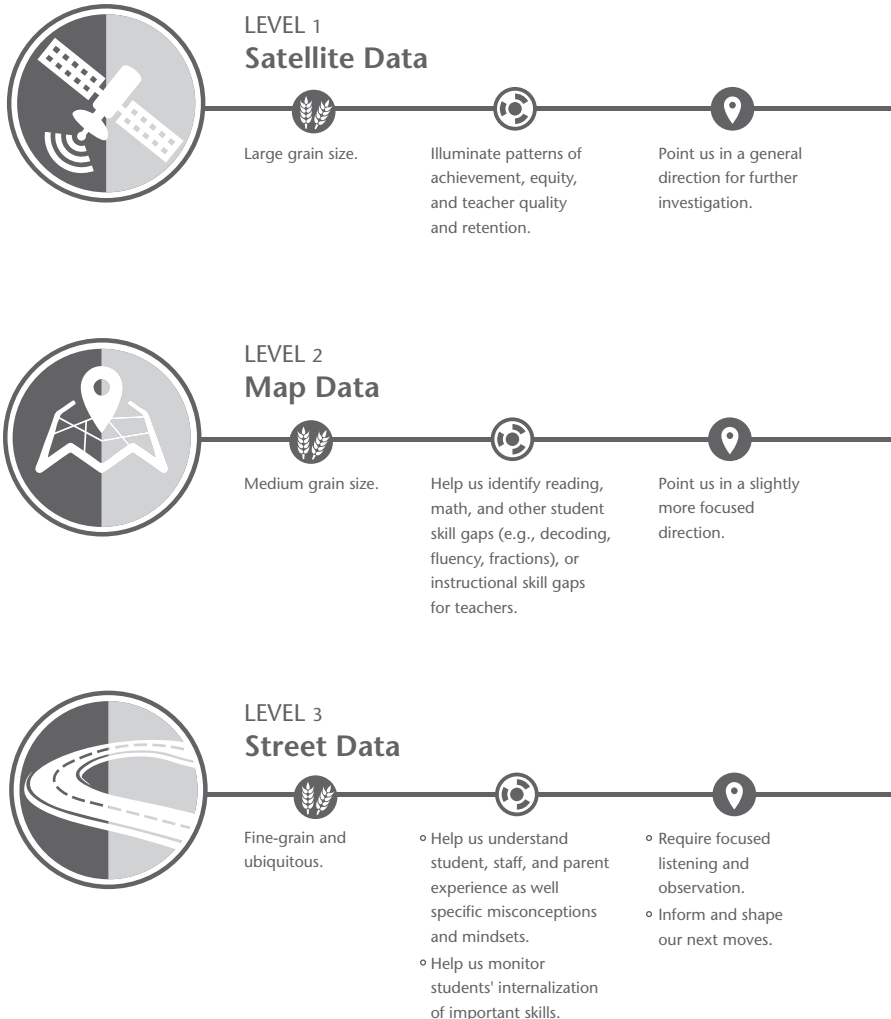 LEVEL 1
Satellite Data
Large grain size.
Illuminate patterns of
achievement, equity,
and teacher quality
and retention.
Point us in a general
direction for further
investigation.
LEVEL 2
Map Data
Medium grain size.
Help us identify reading,
math, and other student
skill gaps (e.g., decoding,
fluency, fractions), or
instructional skill gaps
for teachers.
Point us in a slightly
more focused
direction.
LEVEL 3
Street Data
Fine-grain and
ubiquitous.
Help us understand
student, staff, and parent
experience as well
specific misconceptions
and mindsets.
Help us monitor
students' internalization
of important skills.
Require focused
listening and
observation.
Inform and shape
our next moves.